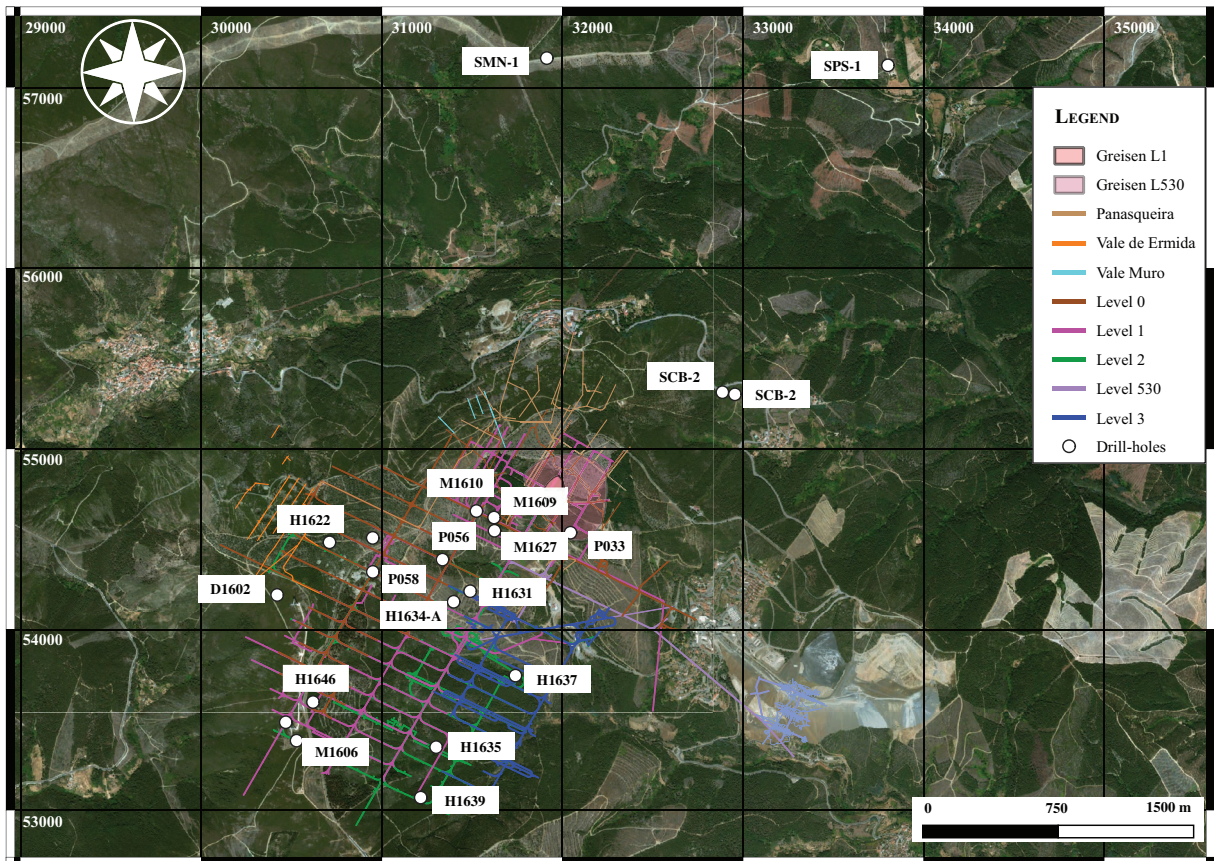 29000
30000
31000
32000
33000
34000
35000
SMN-1
SPS-1
57000
LEGEND
Greisen L1
Greisen L530
Panasqueira
Vale de Ermida
Vale Muro
Level 0
Level 1
Level 2
Level 530
Level 3
Drill-holes
56000
SCB-2
SCB-2
55000
M1610
M1609
H1622
P056
M1627
P033
P058
D1602
H1631
H1634-A
54000
H1637
H1646
M1606
H1635
H1639
53000
0 750 1500 m